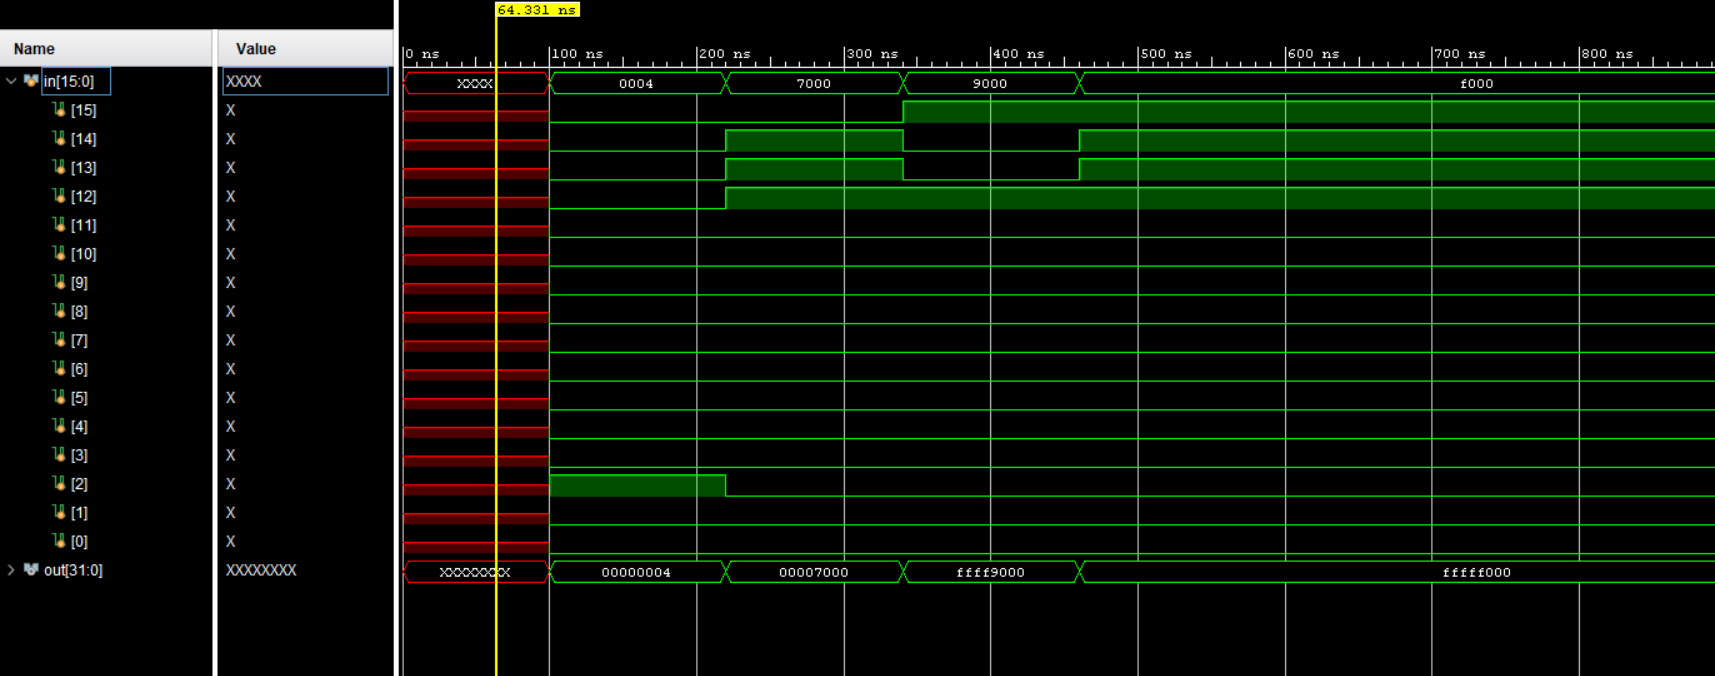 64.331 ns
Name Value 0 ns 100 ns 200 ns 300 ns 400 ns 500 ns 600 ns 700 ns 800 ns
in[15:0] XXXX XXXX 0004 7000 9000 f000
[15] X
[14] X
[13] X
[12] X
[11] X
[10] X
[9] X
[8] X
[7] X
[6] X
[5] X
[4] X
[3] X
[2] X
[1] X
[0] X
out[31:0] XXXXXXXX XXXXXXXX 00000004 00007000 ffff9000 fffff000